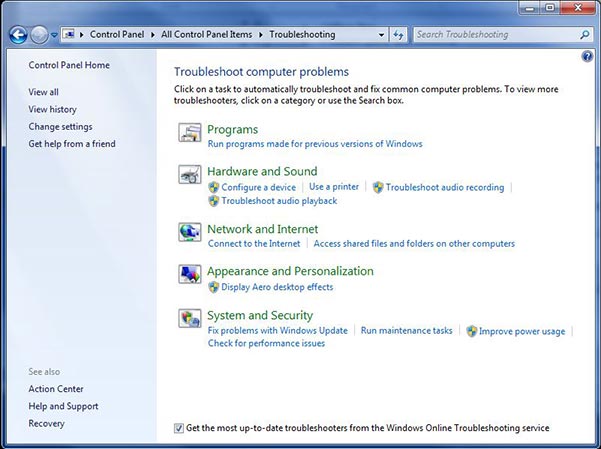 Control Panel ▸ All Control Panel Items ▸ Troubleshooting
Search Troubleshooting
Control Panel Home
View all
View history
Change settings
Get help from a friend
Troubleshoot computer problems
Click on a task to automatically troubleshoot and fix common computer problems. To view more
troubleshooters, click on a category or use the Search box.
Programs
Run programs made for previous versions of Windows
Hardware and Sound
Configure a device | Use a printer | Troubleshoot audio recording |
Troubleshoot audio playback
Network and Internet
Connect to the Internet | Access shared files and folders on other computers
Appearance and Personalization
Display Aero desktop effects
System and Security
Fix problems with Windows Update | Run maintenance tasks | Improve power usage |
Check for performance issues
See also
Action Center
Help and Support
Recovery
Get the most up-to-date troubleshooters from the Windows Online Troubleshooting service